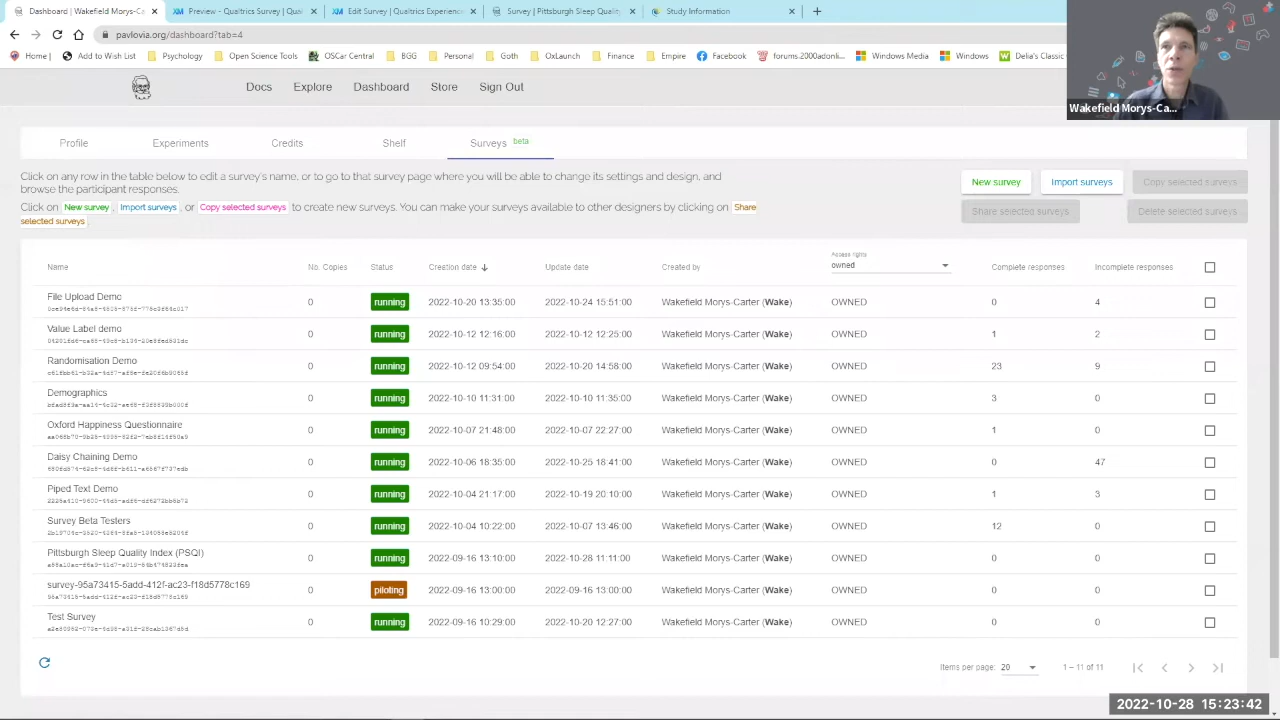 Dashboard | Wakefield Morys-Ca
Preview - Qualtrics Survey | Qual
Edit Survey | Qualtrics Experienc
Survey | Pittsburgh Sleep Quality
Study Information
pavlovia.org/dashboard?tab=4
Home |
Add to Wish List
Psychology
Open Science Tools
OSCar Central
BGG
Personal
Goth
OxLaunch
Finance
Empire
Facebook
forums.2000adonli...
Windows Media
Windows
Delia's Classic
Wakefield Morys-Ca...
Docs
Explore
Dashboard
Store
Sign Out
Profile
Experiments
Credits
Shelf
Surveys beta
Click on any row in the table below to edit a survey's name, or to go to that survey page where you will be able to change its settings and design, and
browse the participant responses.
Click on New survey, Import surveys, or Copy selected surveys to create new surveys. You can make your surveys available to other designers by clicking on Share
selected surveys.
New survey
Import surveys
Copy selected surveys
Share selected surveys
Delete selected surveys
Name No. Copies Status Creation date Update date Created by Access rights owned Complete responses Incomplete responses
File Upload Demo 0 running 2022-10-20 13:35:00 2022-10-24 15:51:00 Wakefield Morys-Carter (Wake) OWNED 0 4
Value Label demo 0 running 2022-10-12 12:16:00 2022-10-12 12:25:00 Wakefield Morys-Carter (Wake) OWNED 1 2
Randomisation Demo 0 running 2022-10-12 09:54:00 2022-10-20 14:58:00 Wakefield Morys-Carter (Wake) OWNED 23 9
Demographics 0 running 2022-10-10 11:31:00 2022-10-10 11:35:00 Wakefield Morys-Carter (Wake) OWNED 3 0
Oxford Happiness Questionnaire 0 running 2022-10-07 21:48:00 2022-10-07 22:27:00 Wakefield Morys-Carter (Wake) OWNED 1 0
Daisy Chaining Demo 0 running 2022-10-06 18:35:00 2022-10-25 18:41:00 Wakefield Morys-Carter (Wake) OWNED 0 47
Piped Text Demo 0 running 2022-10-04 21:17:00 2022-10-19 20:10:00 Wakefield Morys-Carter (Wake) OWNED 1 3
Survey Beta Testers 0 running 2022-10-04 10:22:00 2022-10-07 13:46:00 Wakefield Morys-Carter (Wake) OWNED 12 0
Pittsburgh Sleep Quality Index (PSQI) 0 running 2022-09-16 13:10:00 2022-10-28 11:11:00 Wakefield Morys-Carter (Wake) OWNED 0 0
survey-95a73415-5add-412f-ac23-f18d5778c169 0 piloting 2022-09-16 13:00:00 2022-09-16 13:00:00 Wakefield Morys-Carter (Wake) OWNED 0 0
Test Survey 0 running 2022-09-16 10:29:00 2022-10-20 12:27:00 Wakefield Morys-Carter (Wake) OWNED 0 0
Items per page: 20 1 – 11 of 11
2022-10-28 15:23:42